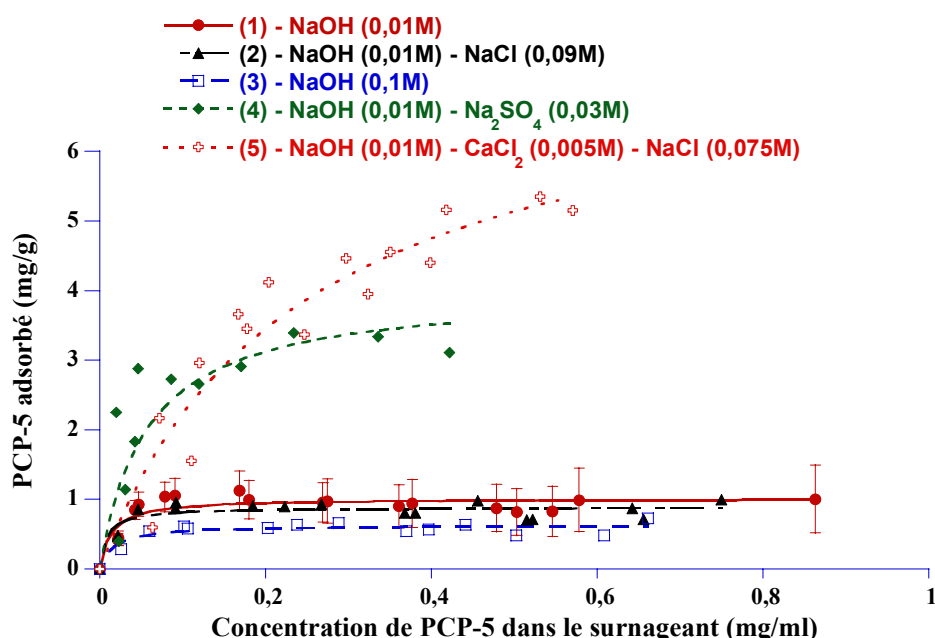 (1) - NaOH (0,01M)
(2) - NaOH (0,01M) - NaCl (0,09M)
(3) - NaOH (0,1M)
(4) - NaOH (0,01M) - Na₂SO₄ (0,03M)
(5) - NaOH (0,01M) - CaCl₂ (0,005M) - NaCl (0,075M)
6
5
4
3
2
1
0
PCP-5 adsorbé (mg/g)
0 0,2 0,4 0,6 0,8 1
Concentration de PCP-5 dans le surnageant (mg/ml)